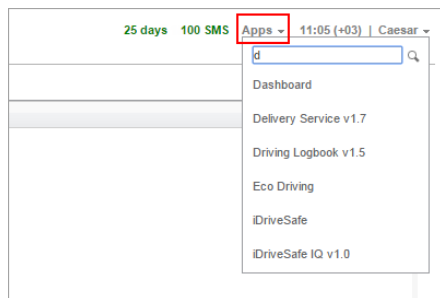 25 days 100 SMS Apps 11:05 (+03) | Caesar
d
Dashboard
Delivery Service v1.7
Driving Logbook v1.5
Eco Driving
iDriveSafe
iDriveSafe IQ v1.0